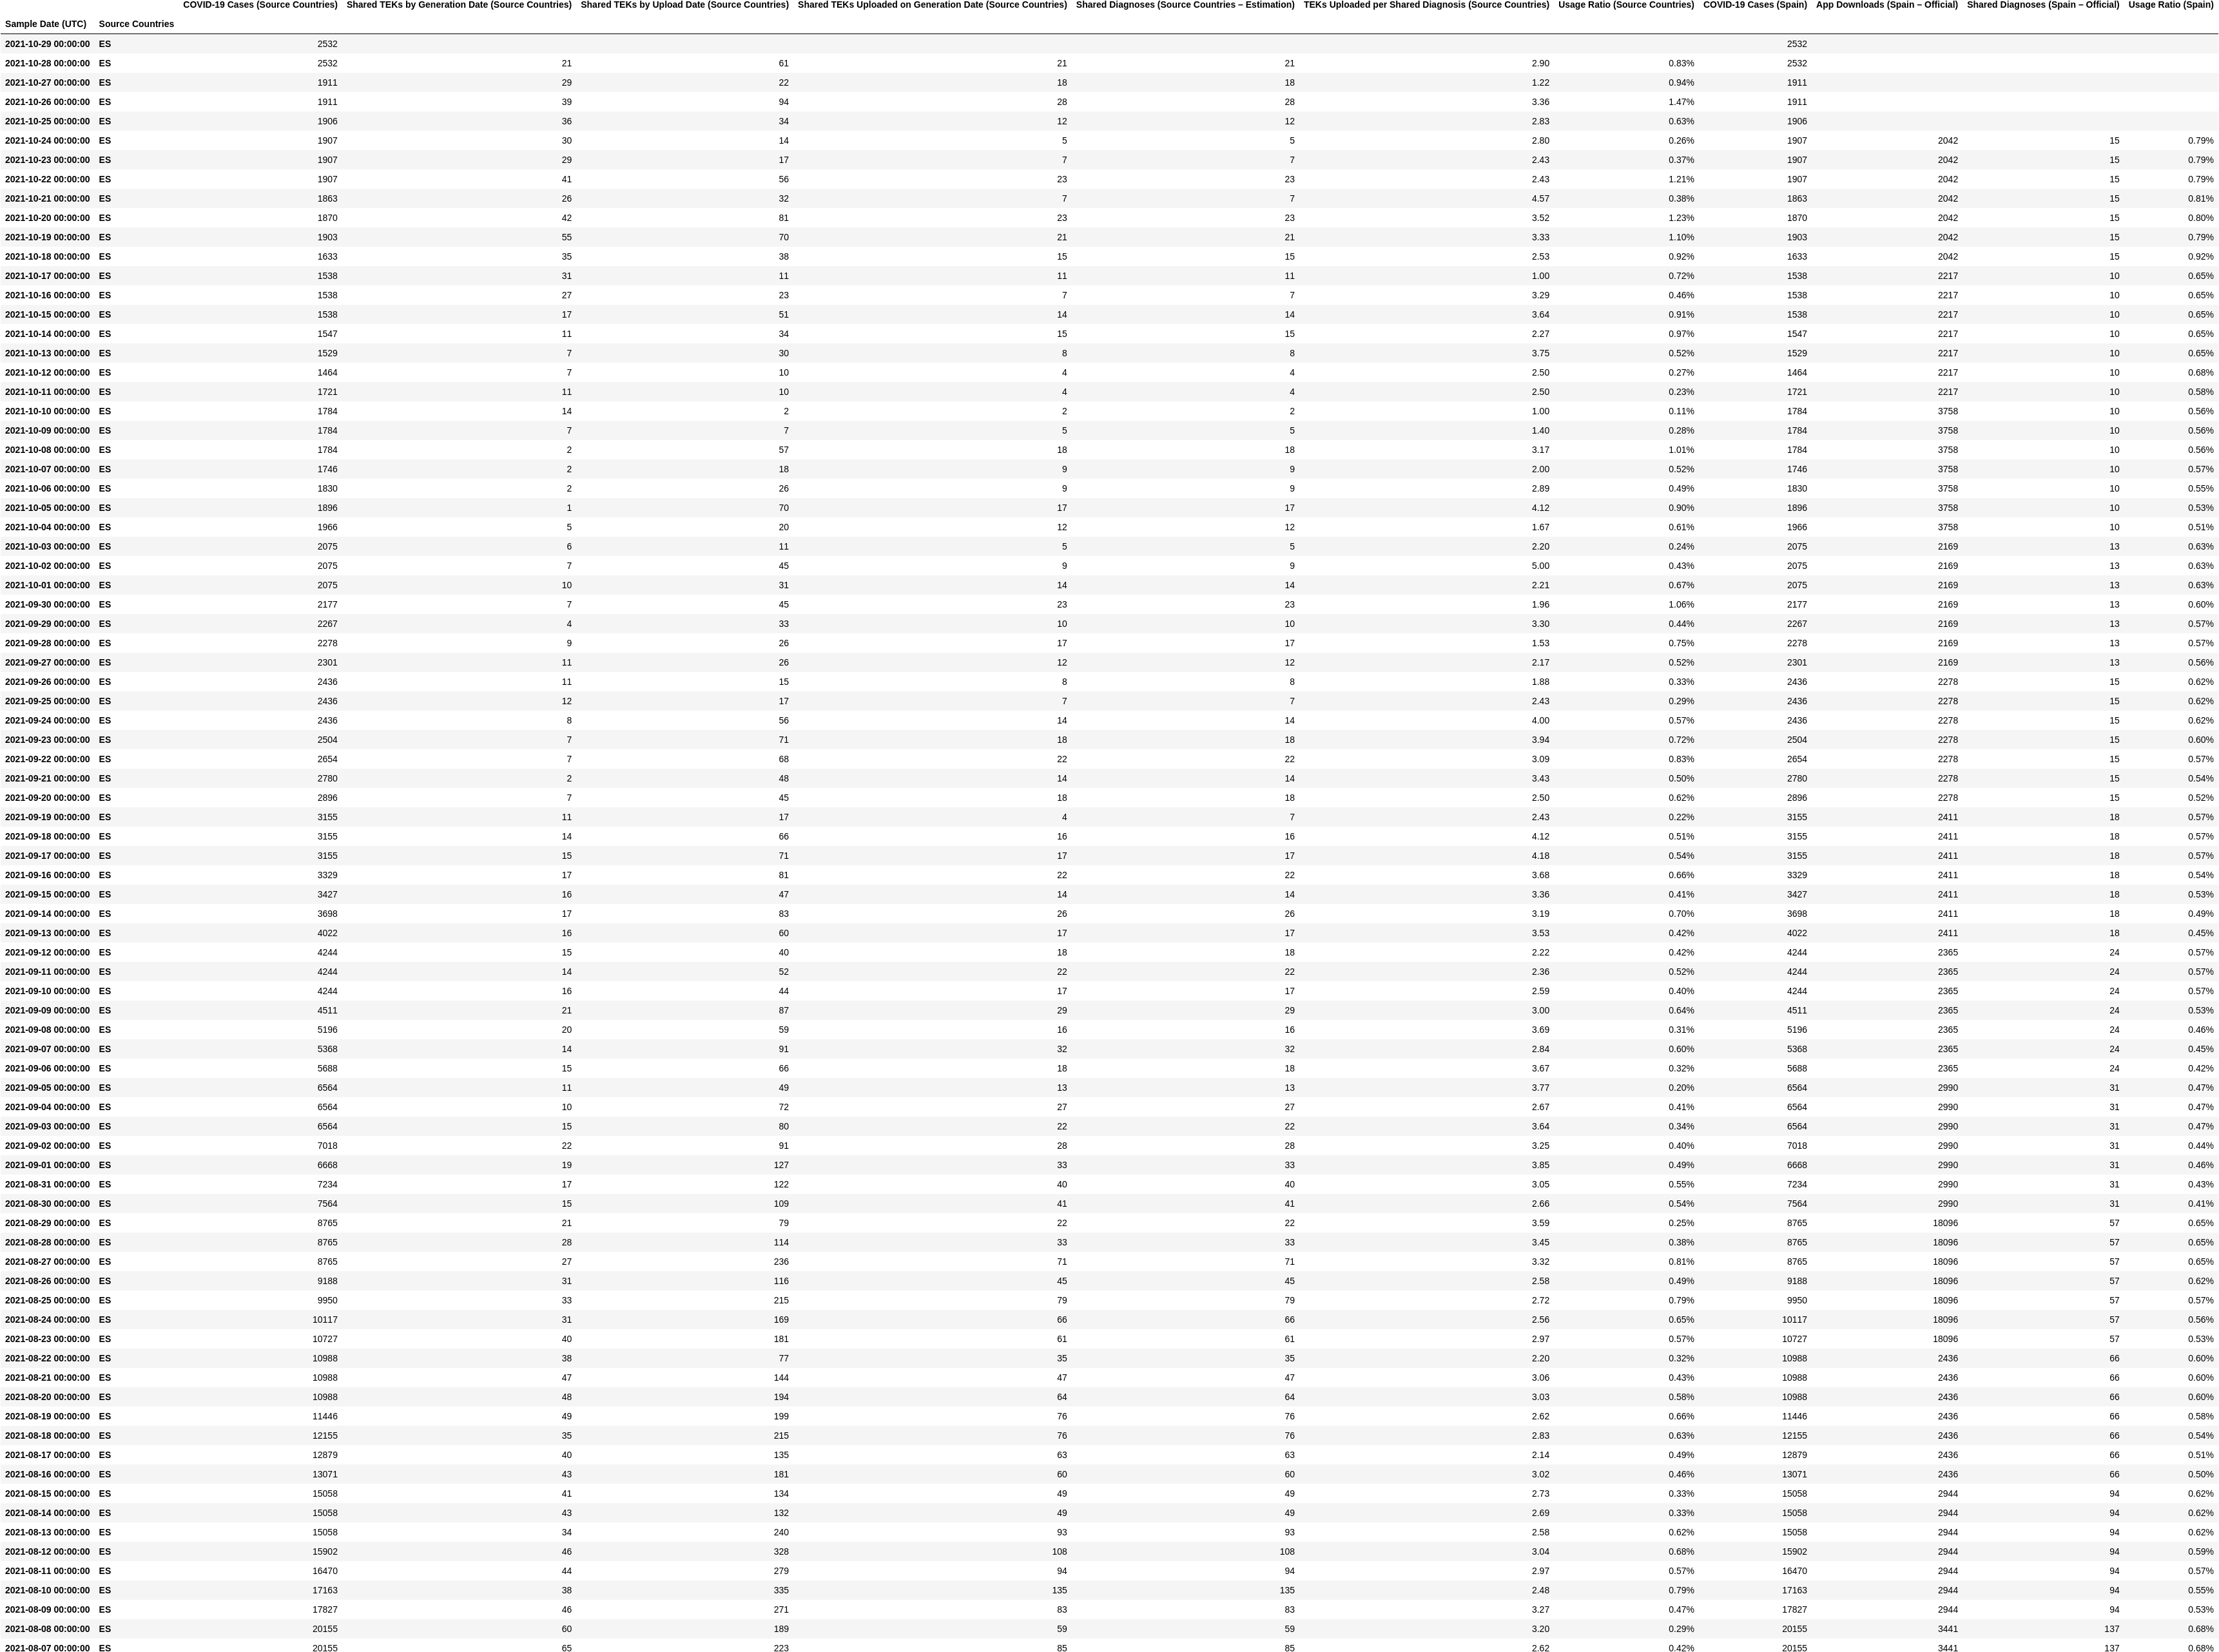 COVID-19 Cases (Source Countries) Shared TEKs by Generation Date (Source Countries) Shared TEKs by Upload Date (Source Countries) Shared TEKs Uploaded on Generation Date (Source Countries) Shared Diagnoses (Source Countries – Estimation) TEKs Uploaded per Shared Diagnosis (Source Countries) Usage Ratio (Source Countries) COVID-19 Cases (Spain) App Downloads (Spain – Official) Shared Diagnoses (Spain – Official) Usage Ratio (Spain)
Sample Date (UTC) Source Countries
2021-10-29 00:00:00 ES 2532 2532
2021-10-28 00:00:00 ES 2532 21 61 21 21 2.90 0.83% 2532
2021-10-27 00:00:00 ES 1911 29 22 18 18 1.22 0.94% 1911
2021-10-26 00:00:00 ES 1911 39 94 28 28 3.36 1.47% 1911
2021-10-25 00:00:00 ES 1906 36 34 12 12 2.83 0.63% 1906
2021-10-24 00:00:00 ES 1907 30 14 5 5 2.80 0.26% 1907 2042 15 0.79%
2021-10-23 00:00:00 ES 1907 29 17 7 7 2.43 0.37% 1907 2042 15 0.79%
2021-10-22 00:00:00 ES 1907 41 56 23 23 2.43 1.21% 1907 2042 15 0.79%
2021-10-21 00:00:00 ES 1863 26 32 7 7 4.57 0.38% 1863 2042 15 0.81%
2021-10-20 00:00:00 ES 1870 42 81 23 23 3.52 1.23% 1870 2042 15 0.80%
2021-10-19 00:00:00 ES 1903 55 70 21 21 3.33 1.10% 1903 2042 15 0.79%
2021-10-18 00:00:00 ES 1633 35 38 15 15 2.53 0.92% 1633 2042 15 0.92%
2021-10-17 00:00:00 ES 1538 31 11 11 11 1.00 0.72% 1538 2217 10 0.65%
2021-10-16 00:00:00 ES 1538 27 23 7 7 3.29 0.46% 1538 2217 10 0.65%
2021-10-15 00:00:00 ES 1538 17 51 14 14 3.64 0.91% 1538 2217 10 0.65%
2021-10-14 00:00:00 ES 1547 11 34 15 15 2.27 0.97% 1547 2217 10 0.65%
2021-10-13 00:00:00 ES 1529 7 30 8 8 3.75 0.52% 1529 2217 10 0.65%
2021-10-12 00:00:00 ES 1464 7 10 4 4 2.50 0.27% 1464 2217 10 0.68%
2021-10-11 00:00:00 ES 1721 11 10 4 4 2.50 0.23% 1721 2217 10 0.58%
2021-10-10 00:00:00 ES 1784 14 2 2 2 1.00 0.11% 1784 3758 10 0.56%
2021-10-09 00:00:00 ES 1784 7 7 5 5 1.40 0.28% 1784 3758 10 0.56%
2021-10-08 00:00:00 ES 1784 2 57 18 18 3.17 1.01% 1784 3758 10 0.56%
2021-10-07 00:00:00 ES 1746 2 18 9 9 2.00 0.52% 1746 3758 10 0.57%
2021-10-06 00:00:00 ES 1830 2 26 9 9 2.89 0.49% 1830 3758 10 0.55%
2021-10-05 00:00:00 ES 1896 1 70 17 17 4.12 0.90% 1896 3758 10 0.53%
2021-10-04 00:00:00 ES 1966 5 20 12 12 1.67 0.61% 1966 3758 10 0.51%
2021-10-03 00:00:00 ES 2075 6 11 5 5 2.20 0.24% 2075 2169 13 0.63%
2021-10-02 00:00:00 ES 2075 7 45 9 9 5.00 0.43% 2075 2169 13 0.63%
2021-10-01 00:00:00 ES 2075 10 31 14 14 2.21 0.67% 2075 2169 13 0.63%
2021-09-30 00:00:00 ES 2177 7 45 23 23 1.96 1.06% 2177 2169 13 0.60%
2021-09-29 00:00:00 ES 2267 4 33 10 10 3.30 0.44% 2267 2169 13 0.57%
2021-09-28 00:00:00 ES 2278 9 26 17 17 1.53 0.75% 2278 2169 13 0.57%
2021-09-27 00:00:00 ES 2301 11 26 12 12 2.17 0.52% 2301 2169 13 0.56%
2021-09-26 00:00:00 ES 2436 11 15 8 8 1.88 0.33% 2436 2278 15 0.62%
2021-09-25 00:00:00 ES 2436 12 17 7 7 2.43 0.29% 2436 2278 15 0.62%
2021-09-24 00:00:00 ES 2436 8 56 14 14 4.00 0.57% 2436 2278 15 0.62%
2021-09-23 00:00:00 ES 2504 7 71 18 18 3.94 0.72% 2504 2278 15 0.60%
2021-09-22 00:00:00 ES 2654 7 68 22 22 3.09 0.83% 2654 2278 15 0.57%
2021-09-21 00:00:00 ES 2780 2 48 14 14 3.43 0.50% 2780 2278 15 0.54%
2021-09-20 00:00:00 ES 2896 7 45 18 18 2.50 0.62% 2896 2278 15 0.52%
2021-09-19 00:00:00 ES 3155 11 17 4 7 2.43 0.22% 3155 2411 18 0.57%
2021-09-18 00:00:00 ES 3155 14 66 16 16 4.12 0.51% 3155 2411 18 0.57%
2021-09-17 00:00:00 ES 3155 15 71 17 17 4.18 0.54% 3155 2411 18 0.57%
2021-09-16 00:00:00 ES 3329 17 81 22 22 3.68 0.66% 3329 2411 18 0.54%
2021-09-15 00:00:00 ES 3427 16 47 14 14 3.36 0.41% 3427 2411 18 0.53%
2021-09-14 00:00:00 ES 3698 17 83 26 26 3.19 0.70% 3698 2411 18 0.49%
2021-09-13 00:00:00 ES 4022 16 60 17 17 3.53 0.42% 4022 2411 18 0.45%
2021-09-12 00:00:00 ES 4244 15 40 18 18 2.22 0.42% 4244 2365 24 0.57%
2021-09-11 00:00:00 ES 4244 14 52 22 22 2.36 0.52% 4244 2365 24 0.57%
2021-09-10 00:00:00 ES 4244 16 44 17 17 2.59 0.40% 4244 2365 24 0.57%
2021-09-09 00:00:00 ES 4511 21 87 29 29 3.00 0.64% 4511 2365 24 0.53%
2021-09-08 00:00:00 ES 5196 20 59 16 16 3.69 0.31% 5196 2365 24 0.46%
2021-09-07 00:00:00 ES 5368 14 91 32 32 2.84 0.60% 5368 2365 24 0.45%
2021-09-06 00:00:00 ES 5688 15 66 18 18 3.67 0.32% 5688 2365 24 0.42%
2021-09-05 00:00:00 ES 6564 11 49 13 13 3.77 0.20% 6564 2990 31 0.47%
2021-09-04 00:00:00 ES 6564 10 72 27 27 2.67 0.41% 6564 2990 31 0.47%
2021-09-03 00:00:00 ES 6564 15 80 22 22 3.64 0.34% 6564 2990 31 0.47%
2021-09-02 00:00:00 ES 7018 22 91 28 28 3.25 0.40% 7018 2990 31 0.44%
2021-09-01 00:00:00 ES 6668 19 127 33 33 3.85 0.49% 6668 2990 31 0.46%
2021-08-31 00:00:00 ES 7234 17 122 40 40 3.05 0.55% 7234 2990 31 0.43%
2021-08-30 00:00:00 ES 7564 15 109 41 41 2.66 0.54% 7564 2990 31 0.41%
2021-08-29 00:00:00 ES 8765 21 79 22 22 3.59 0.25% 8765 18096 57 0.65%
2021-08-28 00:00:00 ES 8765 28 114 33 33 3.45 0.38% 8765 18096 57 0.65%
2021-08-27 00:00:00 ES 8765 27 236 71 71 3.32 0.81% 8765 18096 57 0.65%
2021-08-26 00:00:00 ES 9188 31 116 45 45 2.58 0.49% 9188 18096 57 0.62%
2021-08-25 00:00:00 ES 9950 33 215 79 79 2.72 0.79% 9950 18096 57 0.57%
2021-08-24 00:00:00 ES 10117 31 169 66 66 2.56 0.65% 10117 18096 57 0.56%
2021-08-23 00:00:00 ES 10727 40 181 61 61 2.97 0.57% 10727 18096 57 0.53%
2021-08-22 00:00:00 ES 10988 38 77 35 35 2.20 0.32% 10988 2436 66 0.60%
2021-08-21 00:00:00 ES 10988 47 144 47 47 3.06 0.43% 10988 2436 66 0.60%
2021-08-20 00:00:00 ES 10988 48 194 64 64 3.03 0.58% 10988 2436 66 0.60%
2021-08-19 00:00:00 ES 11446 49 199 76 76 2.62 0.66% 11446 2436 66 0.58%
2021-08-18 00:00:00 ES 12155 35 215 76 76 2.83 0.63% 12155 2436 66 0.54%
2021-08-17 00:00:00 ES 12879 40 135 63 63 2.14 0.49% 12879 2436 66 0.51%
2021-08-16 00:00:00 ES 13071 43 181 60 60 3.02 0.46% 13071 2436 66 0.50%
2021-08-15 00:00:00 ES 15058 41 134 49 49 2.73 0.33% 15058 2944 94 0.62%
2021-08-14 00:00:00 ES 15058 43 132 49 49 2.69 0.33% 15058 2944 94 0.62%
2021-08-13 00:00:00 ES 15058 34 240 93 93 2.58 0.62% 15058 2944 94 0.62%
2021-08-12 00:00:00 ES 15902 46 328 108 108 3.04 0.68% 15902 2944 94 0.59%
2021-08-11 00:00:00 ES 16470 44 279 94 94 2.97 0.57% 16470 2944 94 0.57%
2021-08-10 00:00:00 ES 17163 38 335 135 135 2.48 0.79% 17163 2944 94 0.55%
2021-08-09 00:00:00 ES 17827 46 271 83 83 3.27 0.47% 17827 2944 94 0.53%
2021-08-08 00:00:00 ES 20155 60 189 59 59 3.20 0.29% 20155 3441 137 0.68%
2021-08-07 00:00:00 ES 20155 65 223 85 85 2.62 0.42% 20155 3441 137 0.68%